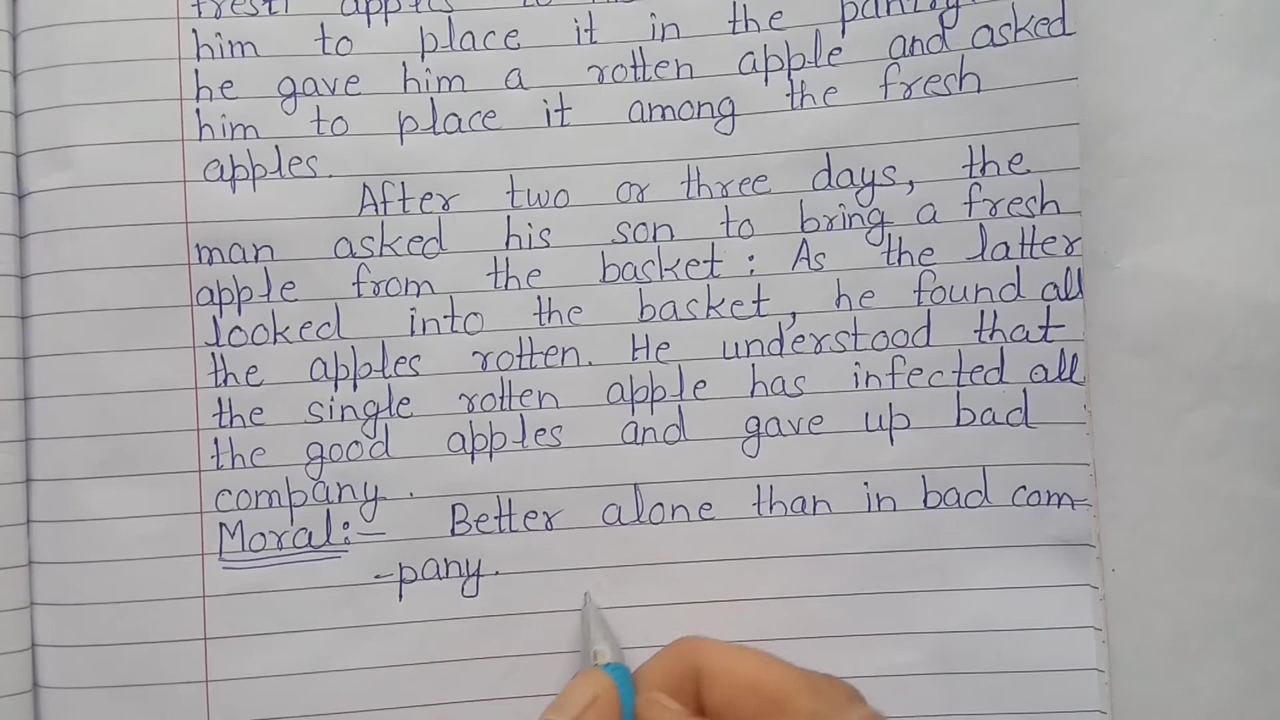 fresh apples to
him to place it in the pantry
he gave him a rotten apple and asked
him to place it among the fresh
apples.
After two or three days, the
man asked his son to bring a fresh
apple from the basket: As the latter
looked into the basket, he found all
the apples rotten. He understood that
the single rotten apple has infected all
the good apples and gave up bad
company.
Moral:- Better alone than in bad com-
-pany.